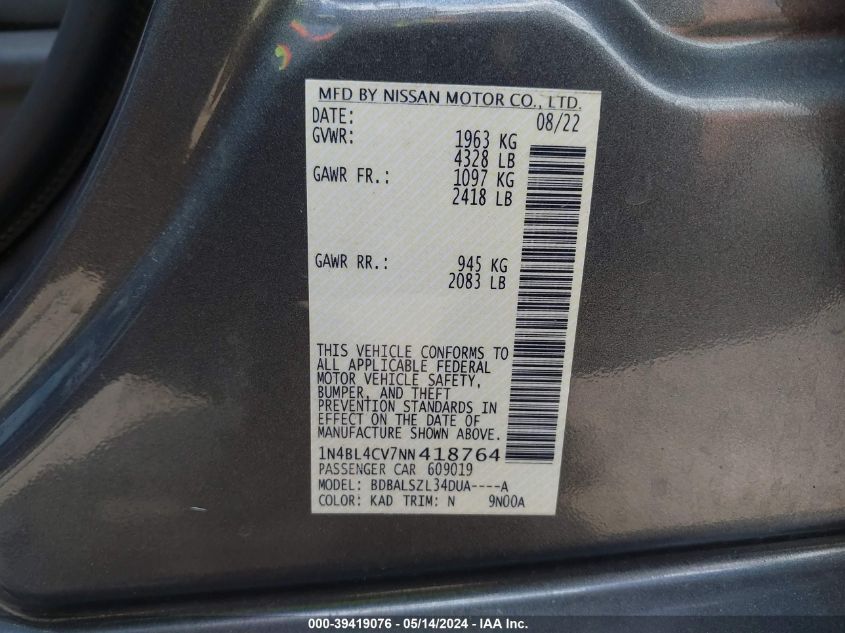 MFD BY NISSAN MOTOR CO., LTD.
DATE: 08/22
GVWR: 1963 KG
4328 LB
GAWR FR.: 1097 KG
2418 LB
GAWR RR.: 945 KG
2083 LB
THIS VEHICLE CONFORMS TO
ALL APPLICABLE FEDERAL
MOTOR VEHICLE SAFETY,
BUMPER, AND THEFT
PREVENTION STANDARDS IN
EFFECT ON THE DATE OF
MANUFACTURE SHOWN ABOVE.
1N4BL4CV7NN418764
PASSENGER CAR 609019
MODEL: BDBALSZL34DUA----A
COLOR: KAD TRIM: N 9N00A
000-39419076 - 05/14/2024 - IAAI.com